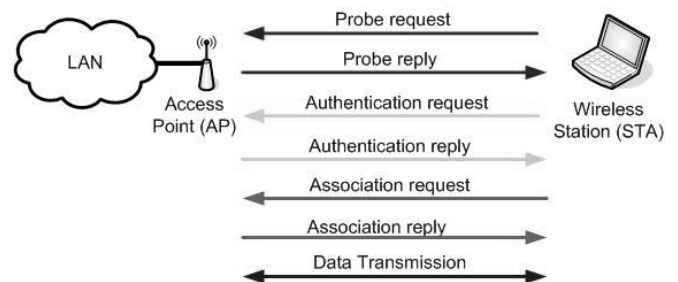 Probe request
LAN
Probe reply
Access
Point (AP)
Authentication request
Wireless
Station (STA)
Authentication reply
Association request
Association reply
Data Transmission